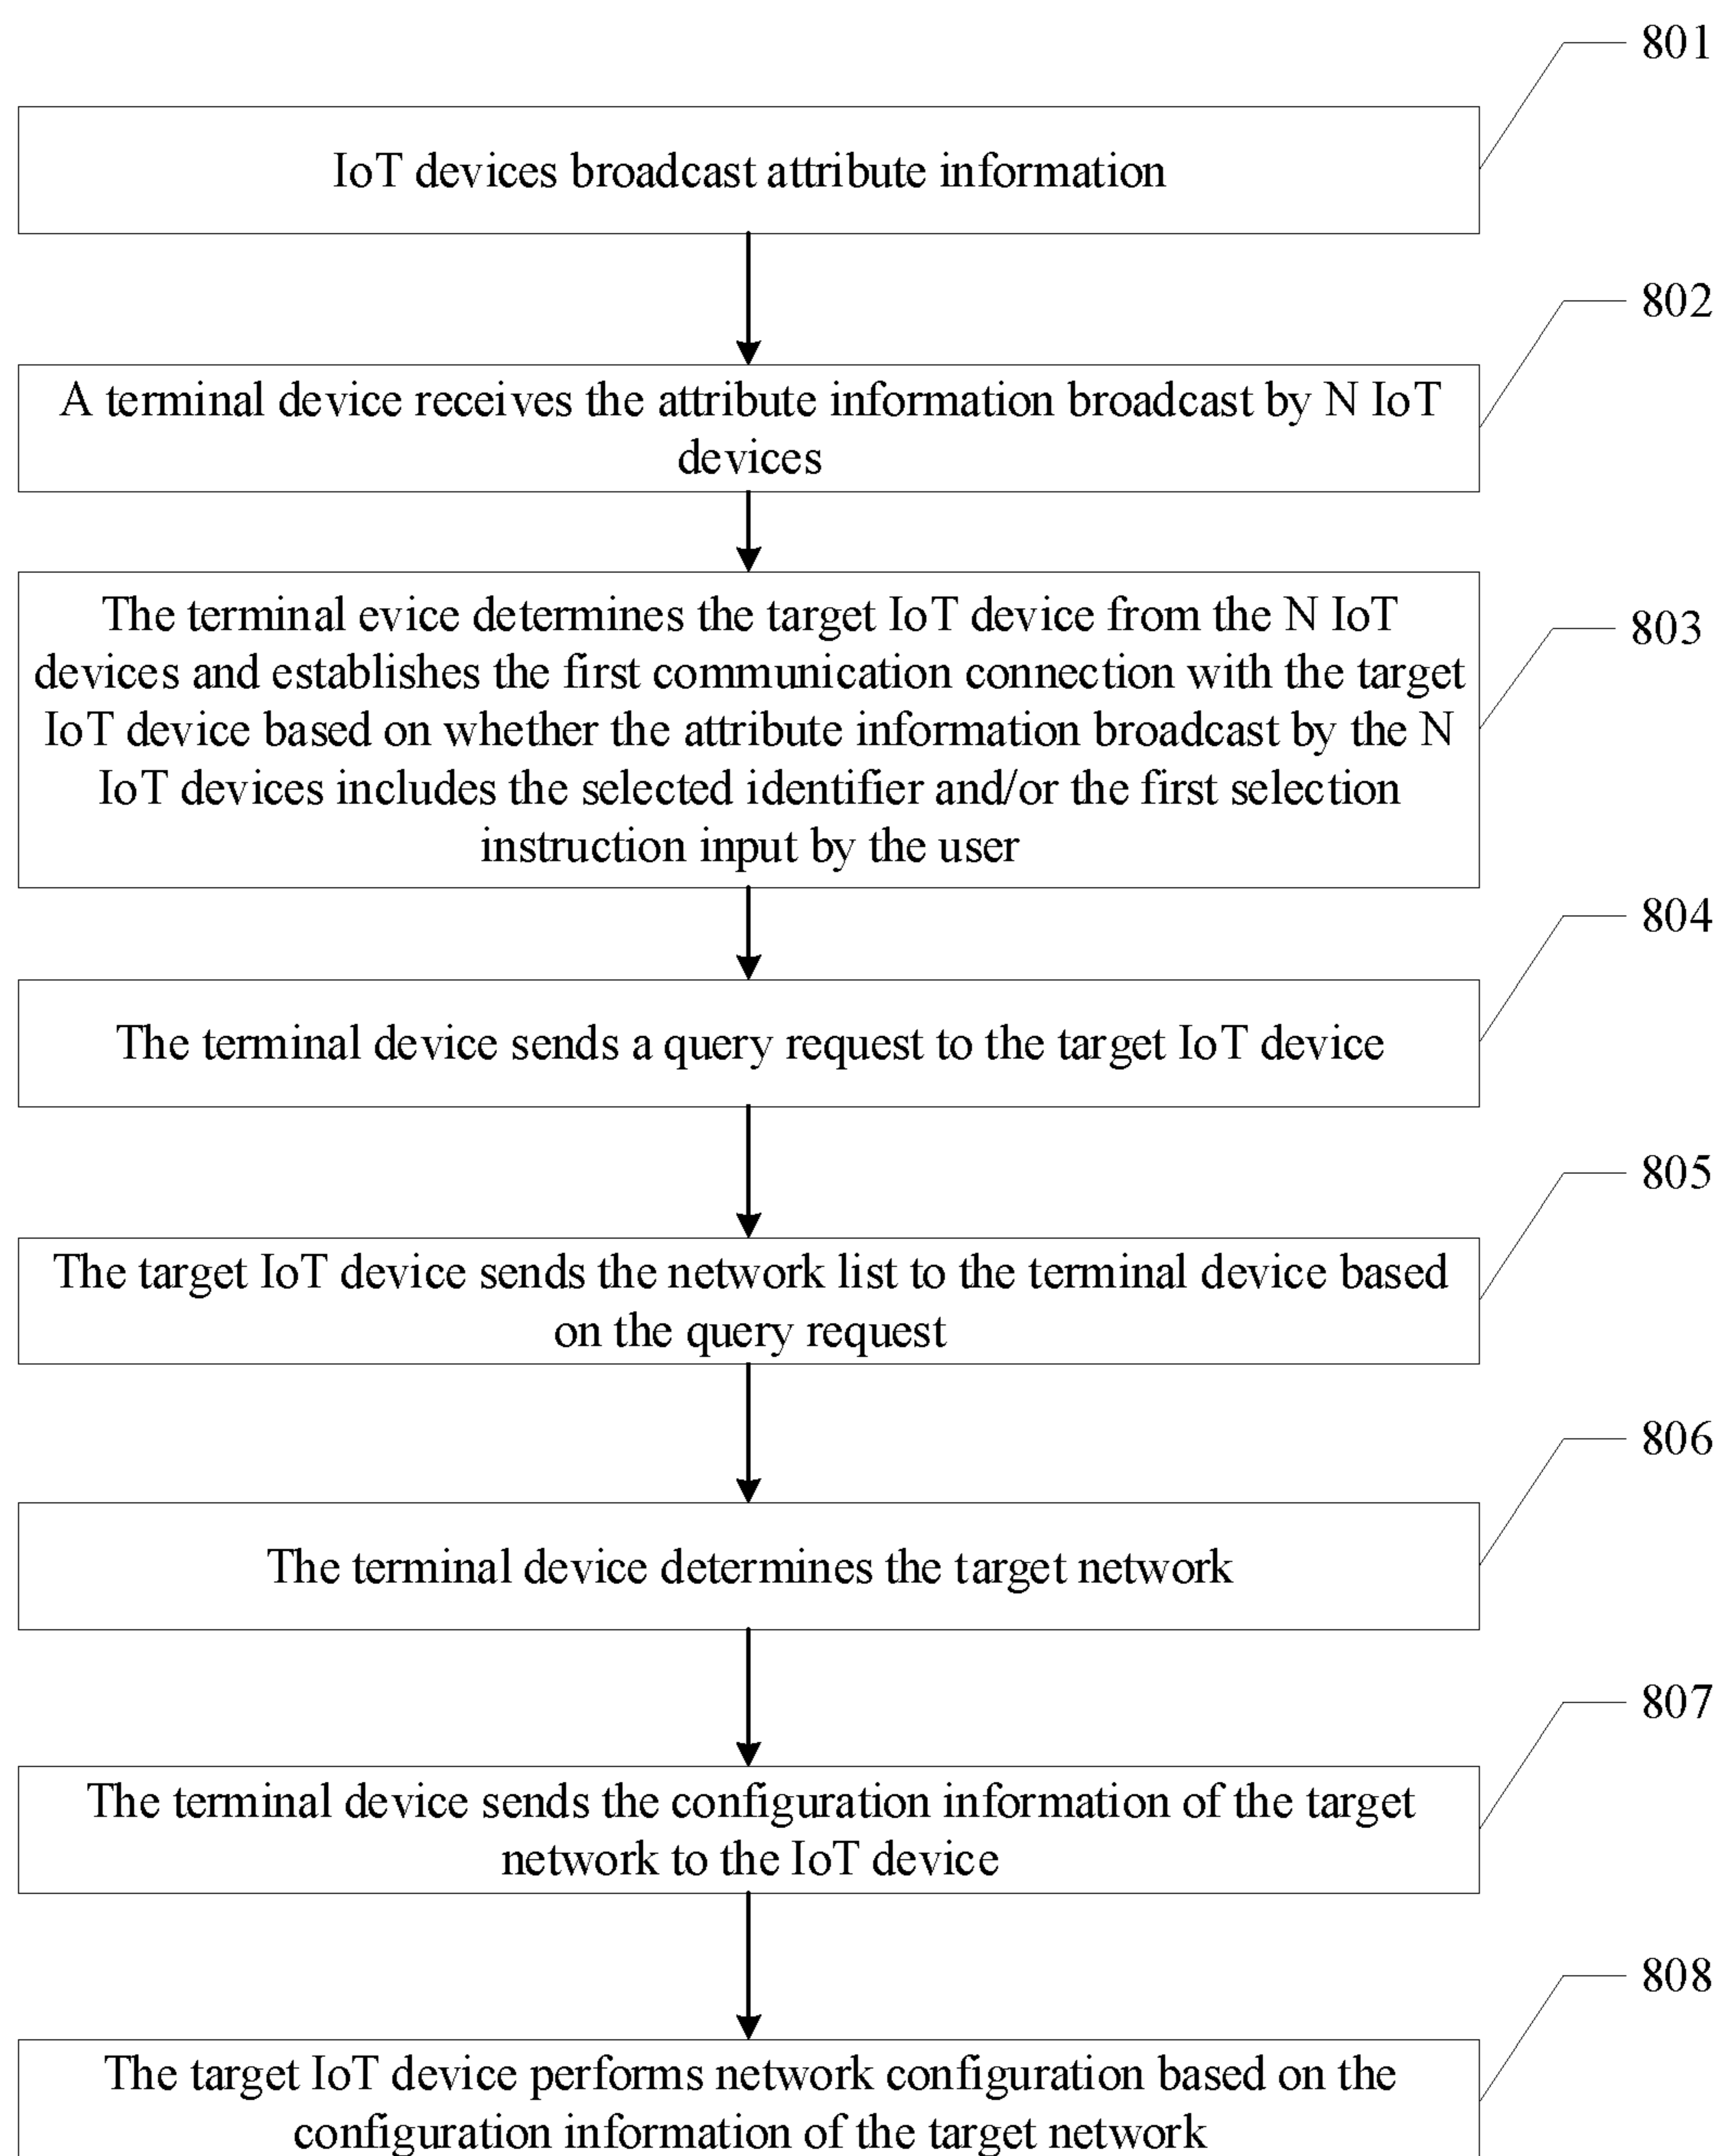 801
IoT devices broadcast attribute information
802
A terminal device receives the attribute information broadcast by N IoT
devices
The terminal evice determines the target IoT device from the N IoT
803
devices and establishes the first communication connection with the target
IoT device based on whether the attribute information broadcast by the N
IoT devices includes the selected identifier and/or the first selection
instruction input by the user
804
The terminal device sends a query request to the target IoT device
805
The target IoT device sends the network list to the terminal device based
on the query request
806
The terminal device determines the target network
807
The terminal device sends the configuration information of the target
network to the IoT device
808
The target IoT device performs network configuration based on the
configuration information of the target network